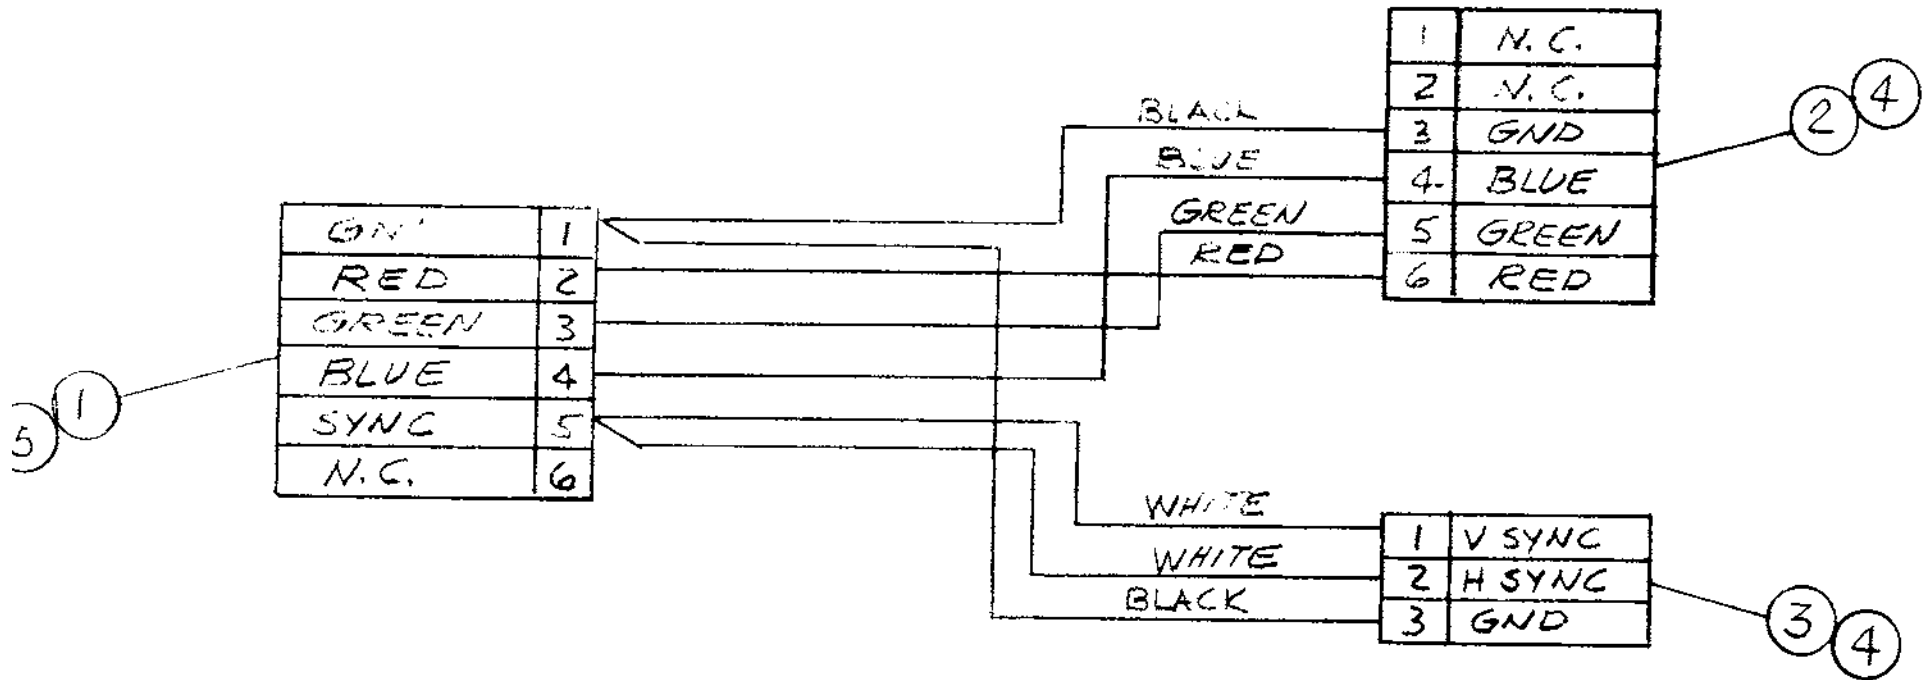 1 N.C.
2 N.C.
3 GND
4 BLUE
5 GREEN
6 RED
2 4
BLACK
BLUE
GREEN
RED
1
RED 2
GREEN 3
BLUE 4
SYNC 5
N.C. 6
1
5
WHITE
WHITE
BLACK
1 V SYNC
2 H SYNC
3 GND
3 4